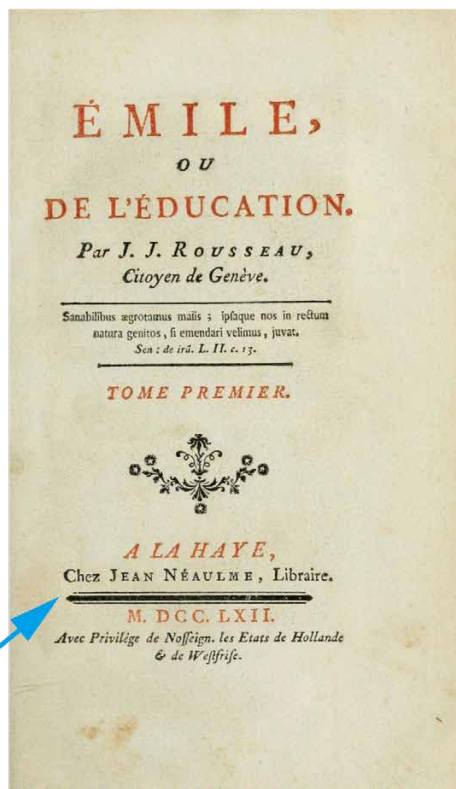 ÉMILE,
OU
DE L'ÉDUCATION.
Par J. J. ROUSSEAU,
Citoyen de Genève.
Sanabilibus ægrotamus malis ; ipsaque nos in rectum
natura genitos, si emendari velimus, juvat.
Sen : de irâ. L. II. c. 13.
TOME PREMIER.
A LA HAYE,
Chez JEAN NÉAULME, Libraire.
M. DCC. LXII.
Avec Privilége de Nosseign. les Etats de Hollande
& de Westfrise.